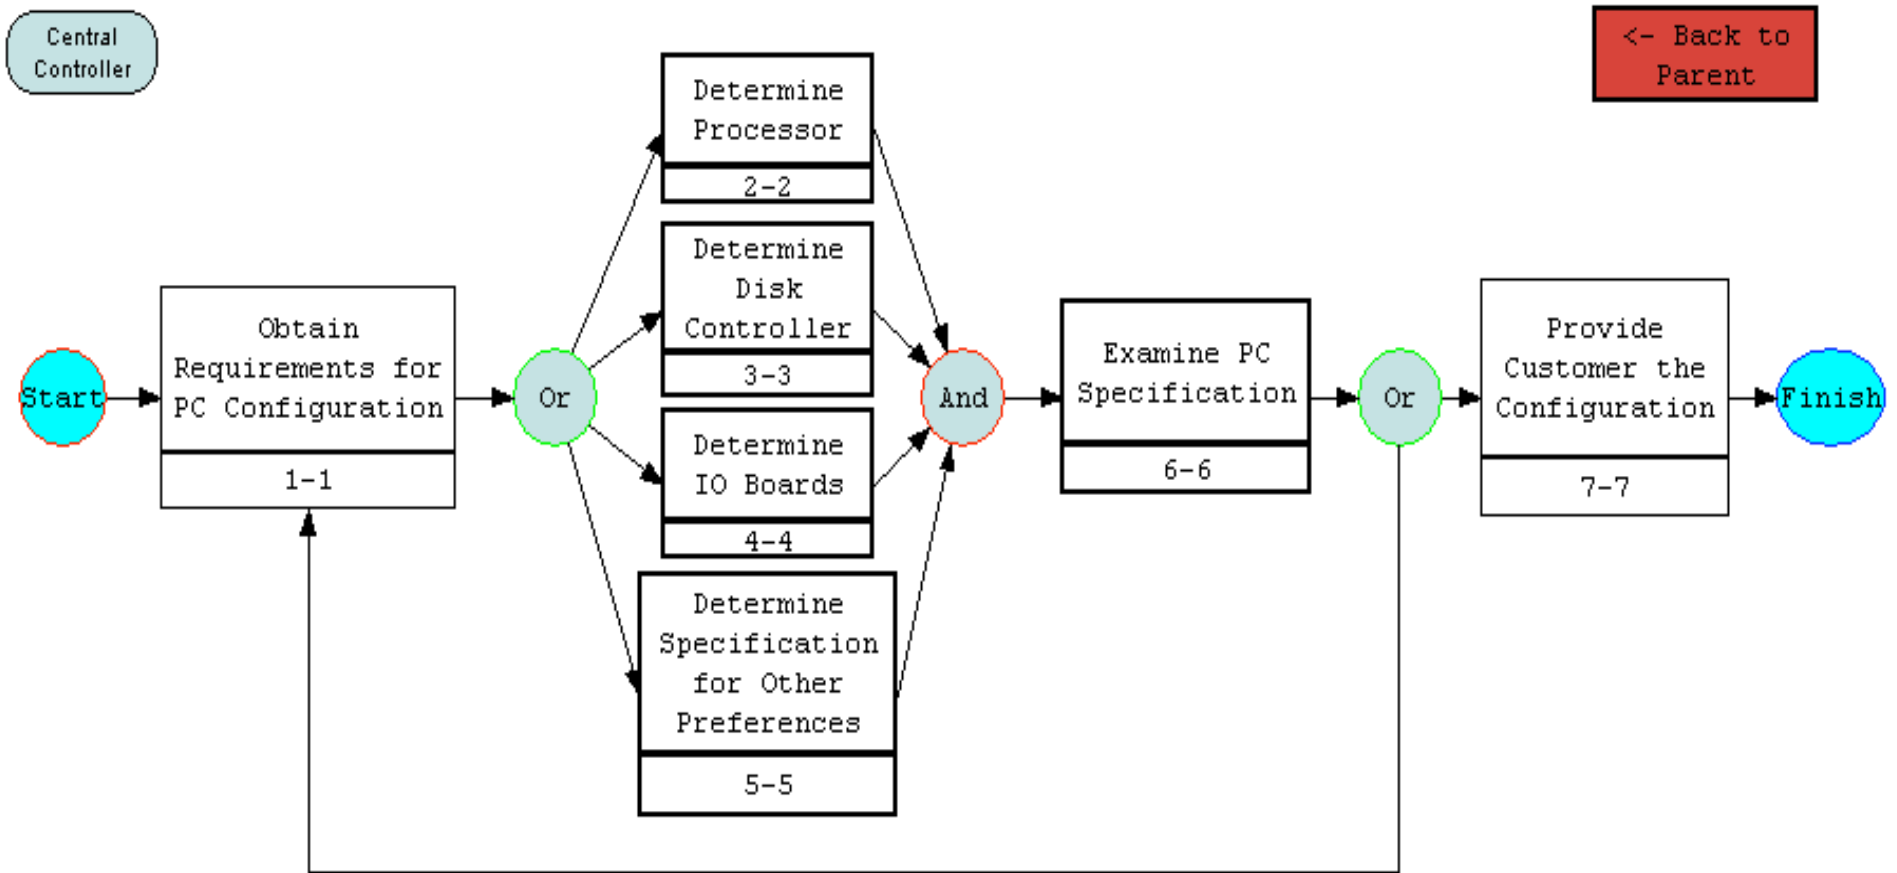 Central
Controller
<- Back to
Parent
Determine
Processor
2-2
Determine
Disk
Controller
3-3
Obtain
Requirements for
PC Configuration
1-1
Start
Or
Determine
IO Boards
4-4
Determine
Specification
for Other
Preferences
5-5
And
Examine PC
Specification
6-6
Or
Provide
Customer the
Configuration
7-7
Finish